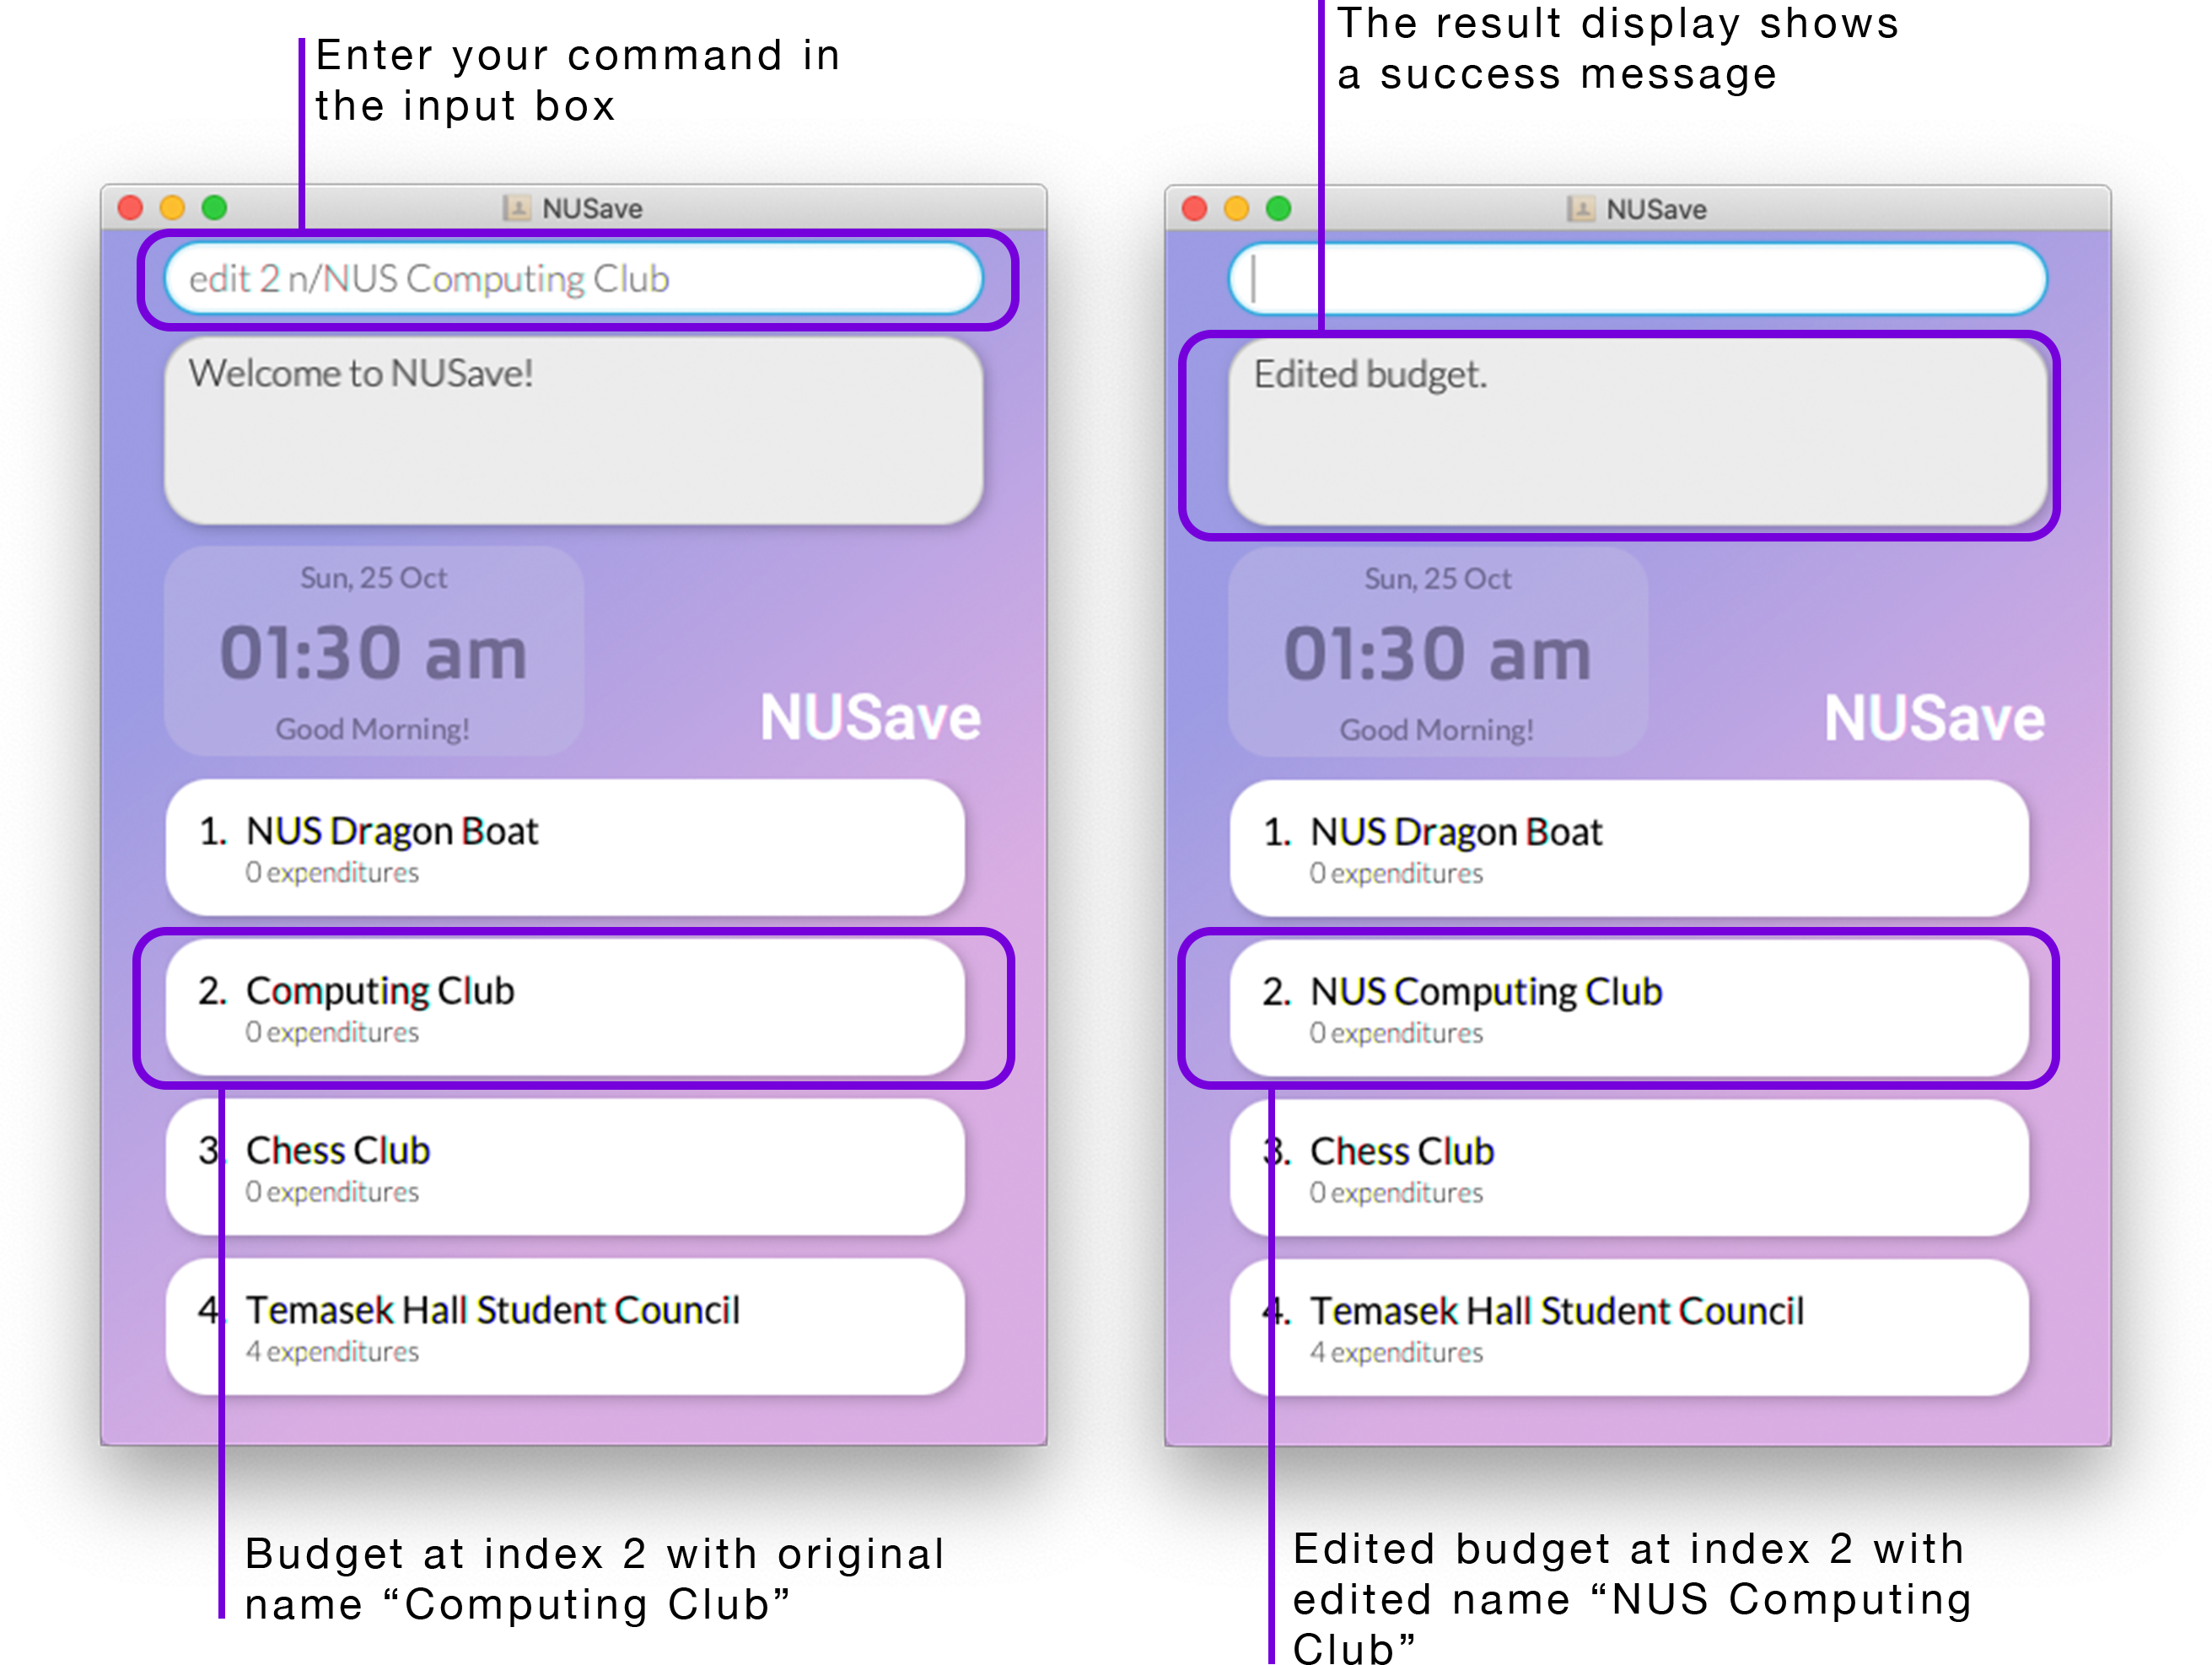 Enter your command in
the input box
NUSave
edit 2 n/NUS Computing Club
Welcome to NUSave!
Sun, 25 Oct
01:30 am
Good Morning!
NUSave
1. NUS Dragon Boat
0 expenditures
2. Computing Club
0 expenditures
3. Chess Club
0 expenditures
4. Temasek Hall Student Council
4 expenditures
Budget at index 2 with original
name “Computing Club”
The result display shows
a success message
NUSave
Edited budget.
Sun, 25 Oct
01:30 am
Good Morning!
NUSave
1. NUS Dragon Boat
0 expenditures
2. NUS Computing Club
0 expenditures
3. Chess Club
0 expenditures
4. Temasek Hall Student Council
4 expenditures
Edited budget at index 2 with
edited name “NUS Computing
Club”